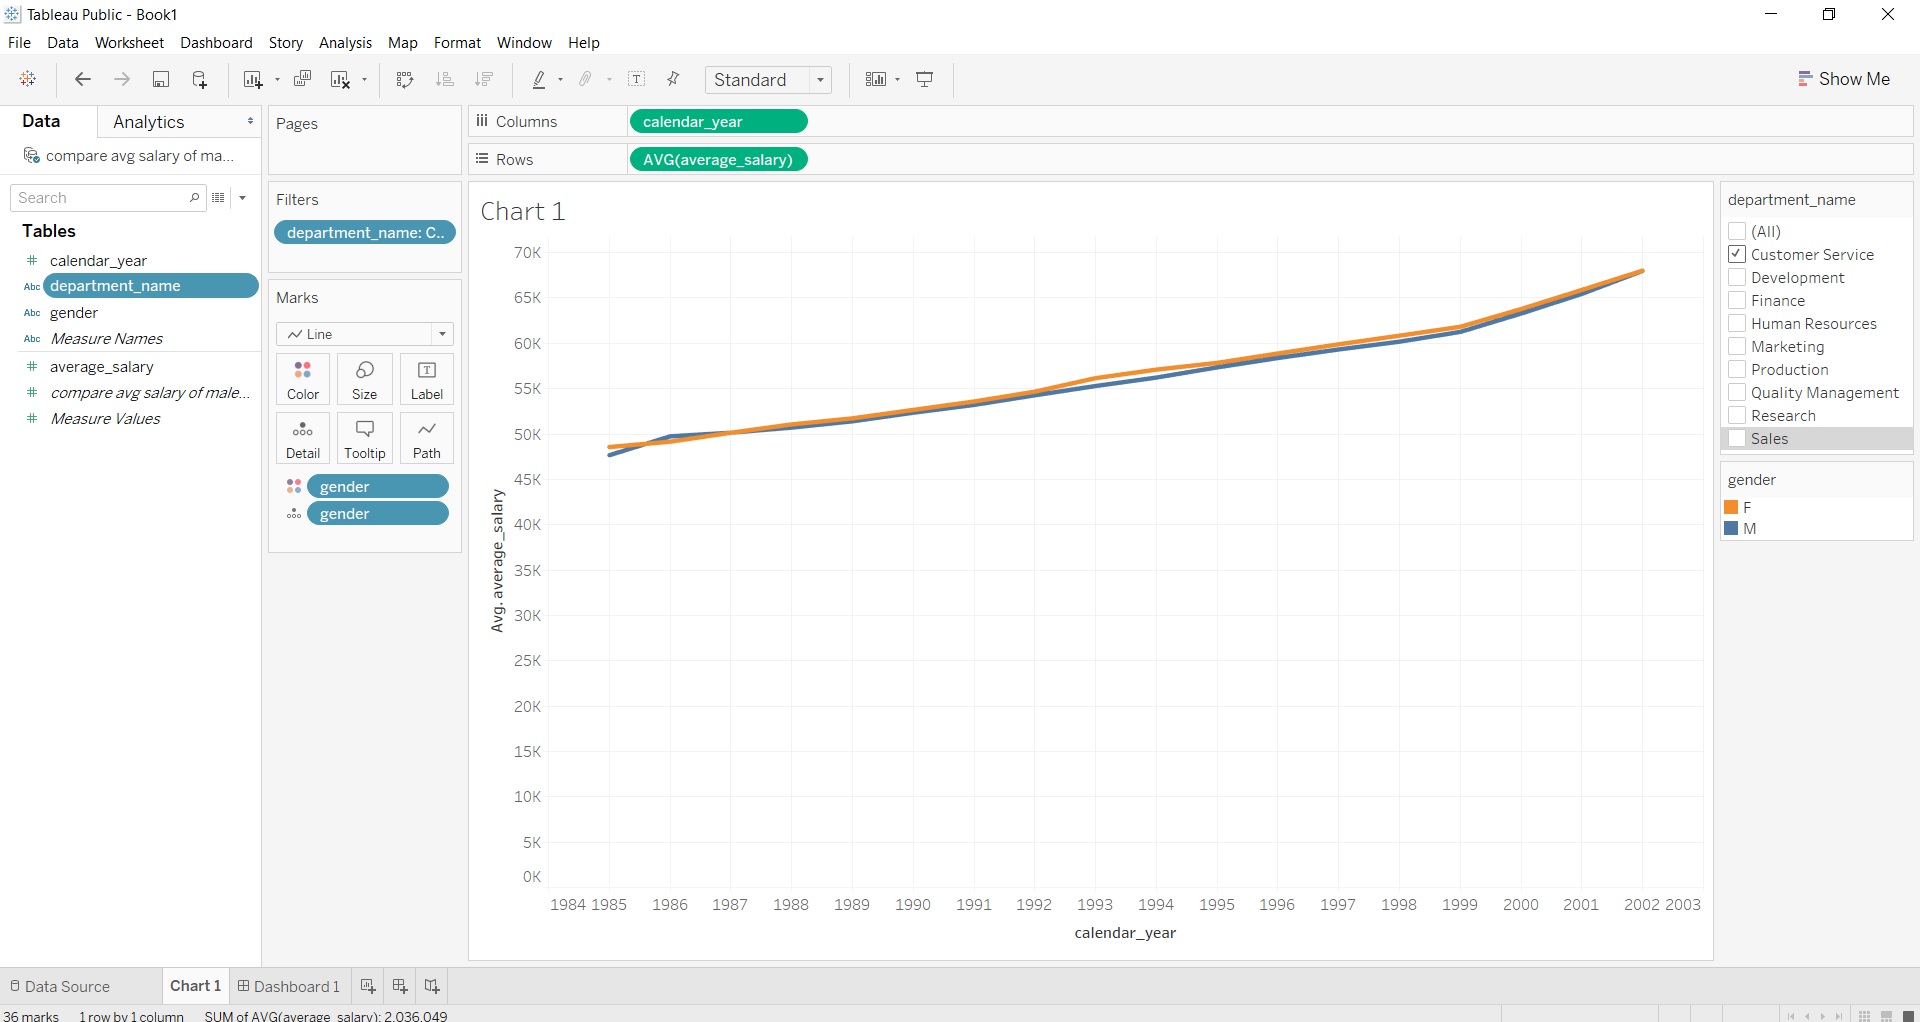 Tableau Public - Book1
File Data Worksheet Dashboard Story Analysis Map Format Window Help
Standard
Show Me
Data Analytics
compare avg salary of ma...
Search
Tables
calendar_year
Abc department_name
Abc gender
Abc Measure Names
average_salary
compare avg salary of male...
Measure Values
Pages
Filters
department_name: C..
Marks
Line
Color Size Label
Detail Tooltip Path
gender
gender
Columns calendar_year
Rows AVG(average_salary)
Chart 1
70K
65K
60K
55K
50K
45K
40K
35K
30K
25K
20K
15K
10K
5K
0K
Avg. average_salary
1984 1985 1986 1987 1988 1989 1990 1991 1992 1993 1994 1995 1996 1997 1998 1999 2000 2001 2002 2003
calendar_year
department_name
(All)
Customer Service
Development
Finance
Human Resources
Marketing
Production
Quality Management
Research
Sales
gender
F
M
Data Source Chart 1 Dashboard 1
36 marks 1 row by 1 column SUM of AVG(average_salary): 2,036,049